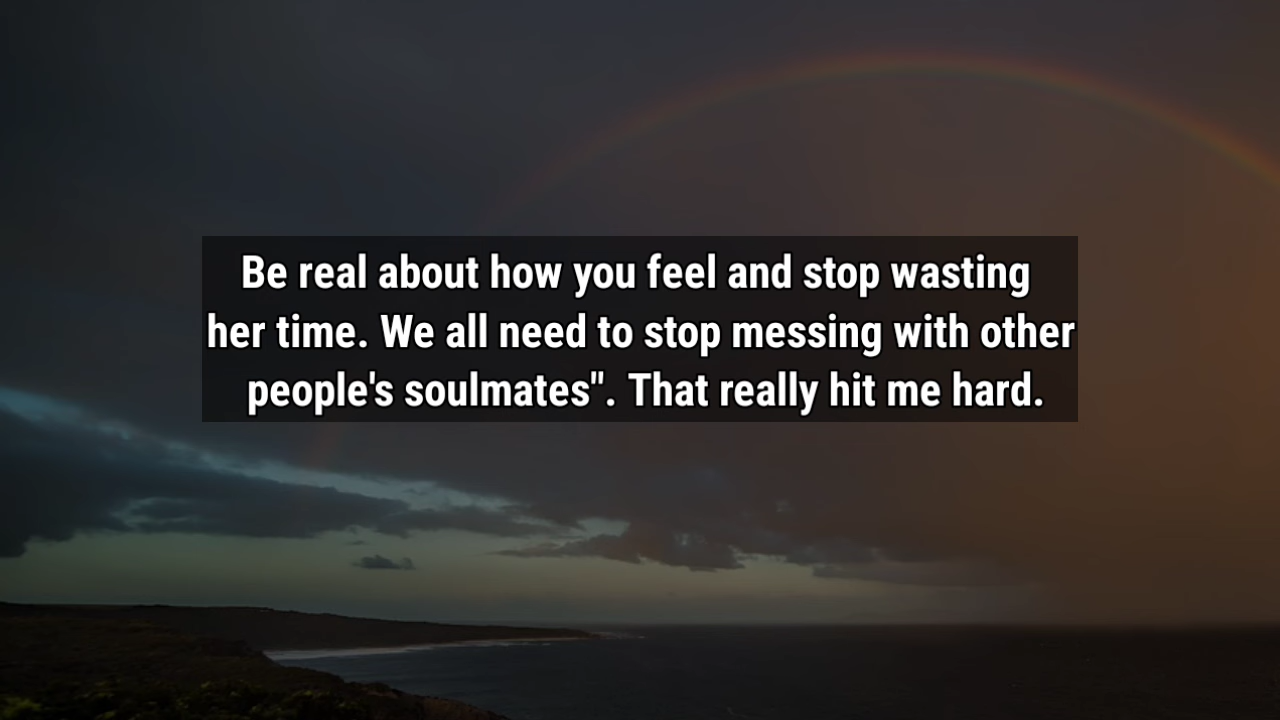 Be real about how you feel and stop wasting
her time. We all need to stop messing with other
people's soulmates". That really hit me hard.